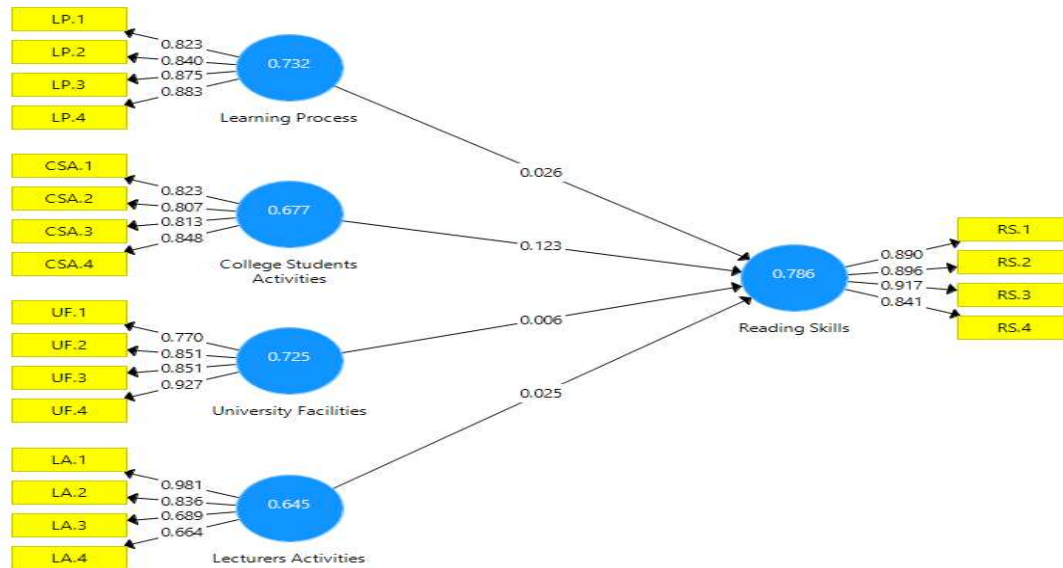 LP.1
LP.2
LP.3
LP.4
0.823
0.840
0.875
0.883
0.732
Learning Process
CSA.1
CSA.2
CSA.3
CSA.4
0.823
0.807
0.813
0.848
0.677
College Students
Activities
UF.1
UF.2
UF.3
UF.4
0.770
0.851
0.851
0.927
0.725
University Facilities
LA.1
LA.2
LA.3
LA.4
0.981
0.836
0.689
0.664
0.645
Lecturers Activities
0.026
0.123
0.006
0.025
0.786
Reading Skills
0.890
0.896
0.917
0.841
RS.1
RS.2
RS.3
RS.4